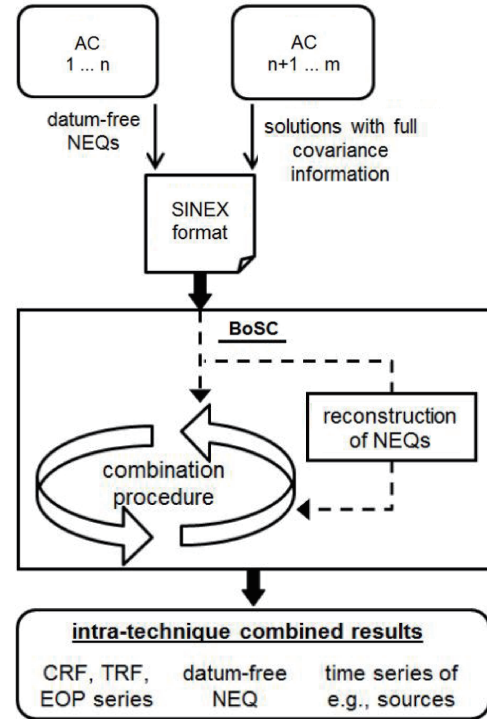 AC
1 ... n
AC
n+1 ... m
datum-free
NEQs
solutions with full
covariance
information
SINEX
format
BoSC
reconstruction
of NEQs
combination
procedure
intra-technique combined results
CRF, TRF,
EOP series
datum-free
NEQ
time series of
e.g., sources